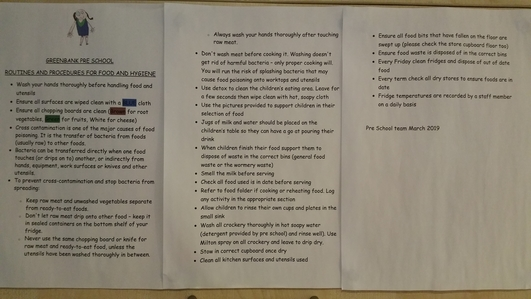 GREENBANK PRE SCHOOL
ROUTINES AND PROCEDURES FOR FOOD AND HYGIENE
Wash your hands thoroughly before handling food and
utensils
Ensure all surfaces are wiped clean with a blue cloth
Ensure all chopping boards are clean (Brown for root
vegetables, Green for fruits, White for cheese)
Cross contamination is one of the major causes of food
poisoning. It is the transfer of bacteria from foods
(usually raw) to other foods.
Bacteria can be transferred directly when one food
touches (or drips on to) another, or indirectly from
hands, equipment, work surfaces or knives and other
utensils.
To prevent cross-contamination and stop bacteria from
spreading:
Keep raw meat and unwashed vegetables separate
from ready-to-eat foods.
Don't let raw meat drip onto other food – keep it
in sealed containers on the bottom shelf of your
fridge.
Never use the same chopping board or knife for
raw meat and ready-to-eat food, unless the
utensils have been washed thoroughly in between.
Always wash your hands thoroughly after touching
raw meat.
Don't wash meat before cooking it. Washing doesn't
get rid of harmful bacteria – only proper cooking will.
You will run the risk of splashing bacteria that may
cause food poisoning onto worktops and utensils
Use detox to clean the children's eating area. Leave for
a few seconds then wipe clean with hot, soapy cloth
Use the pictures provided to support children in their
selection of food
Jugs of milk and water should be placed on the
children's table so they can have a go at pouring their
drink
When children finish their food support them to
dispose of waste in the correct bins (general food
waste or the wormery waste)
Smell the milk before serving
Check all food used is in date before serving
Refer to food folder if cooking or reheating food. Log
any activity in the appropriate section
Allow children to rinse their own cups and plates in the
small sink
Wash all crockery thoroughly in hot soapy water
(detergent provided by pre school) and rinse well). Use
Milton spray on all crockery and leave to drip dry.
Stow in correct cupboard once dry
Clean all kitchen surfaces and utensils used
Ensure all food bits that have fallen on the floor are
swept up (please check the store cupboard floor too)
Ensure food waste is disposed of in the correct bins
Every Friday clean fridges and dispose of out of date
food
Every term check all dry stores to ensure foods are in
date
Fridge temperatures are recorded by a staff member
on a daily basis
Pre School team March 2019